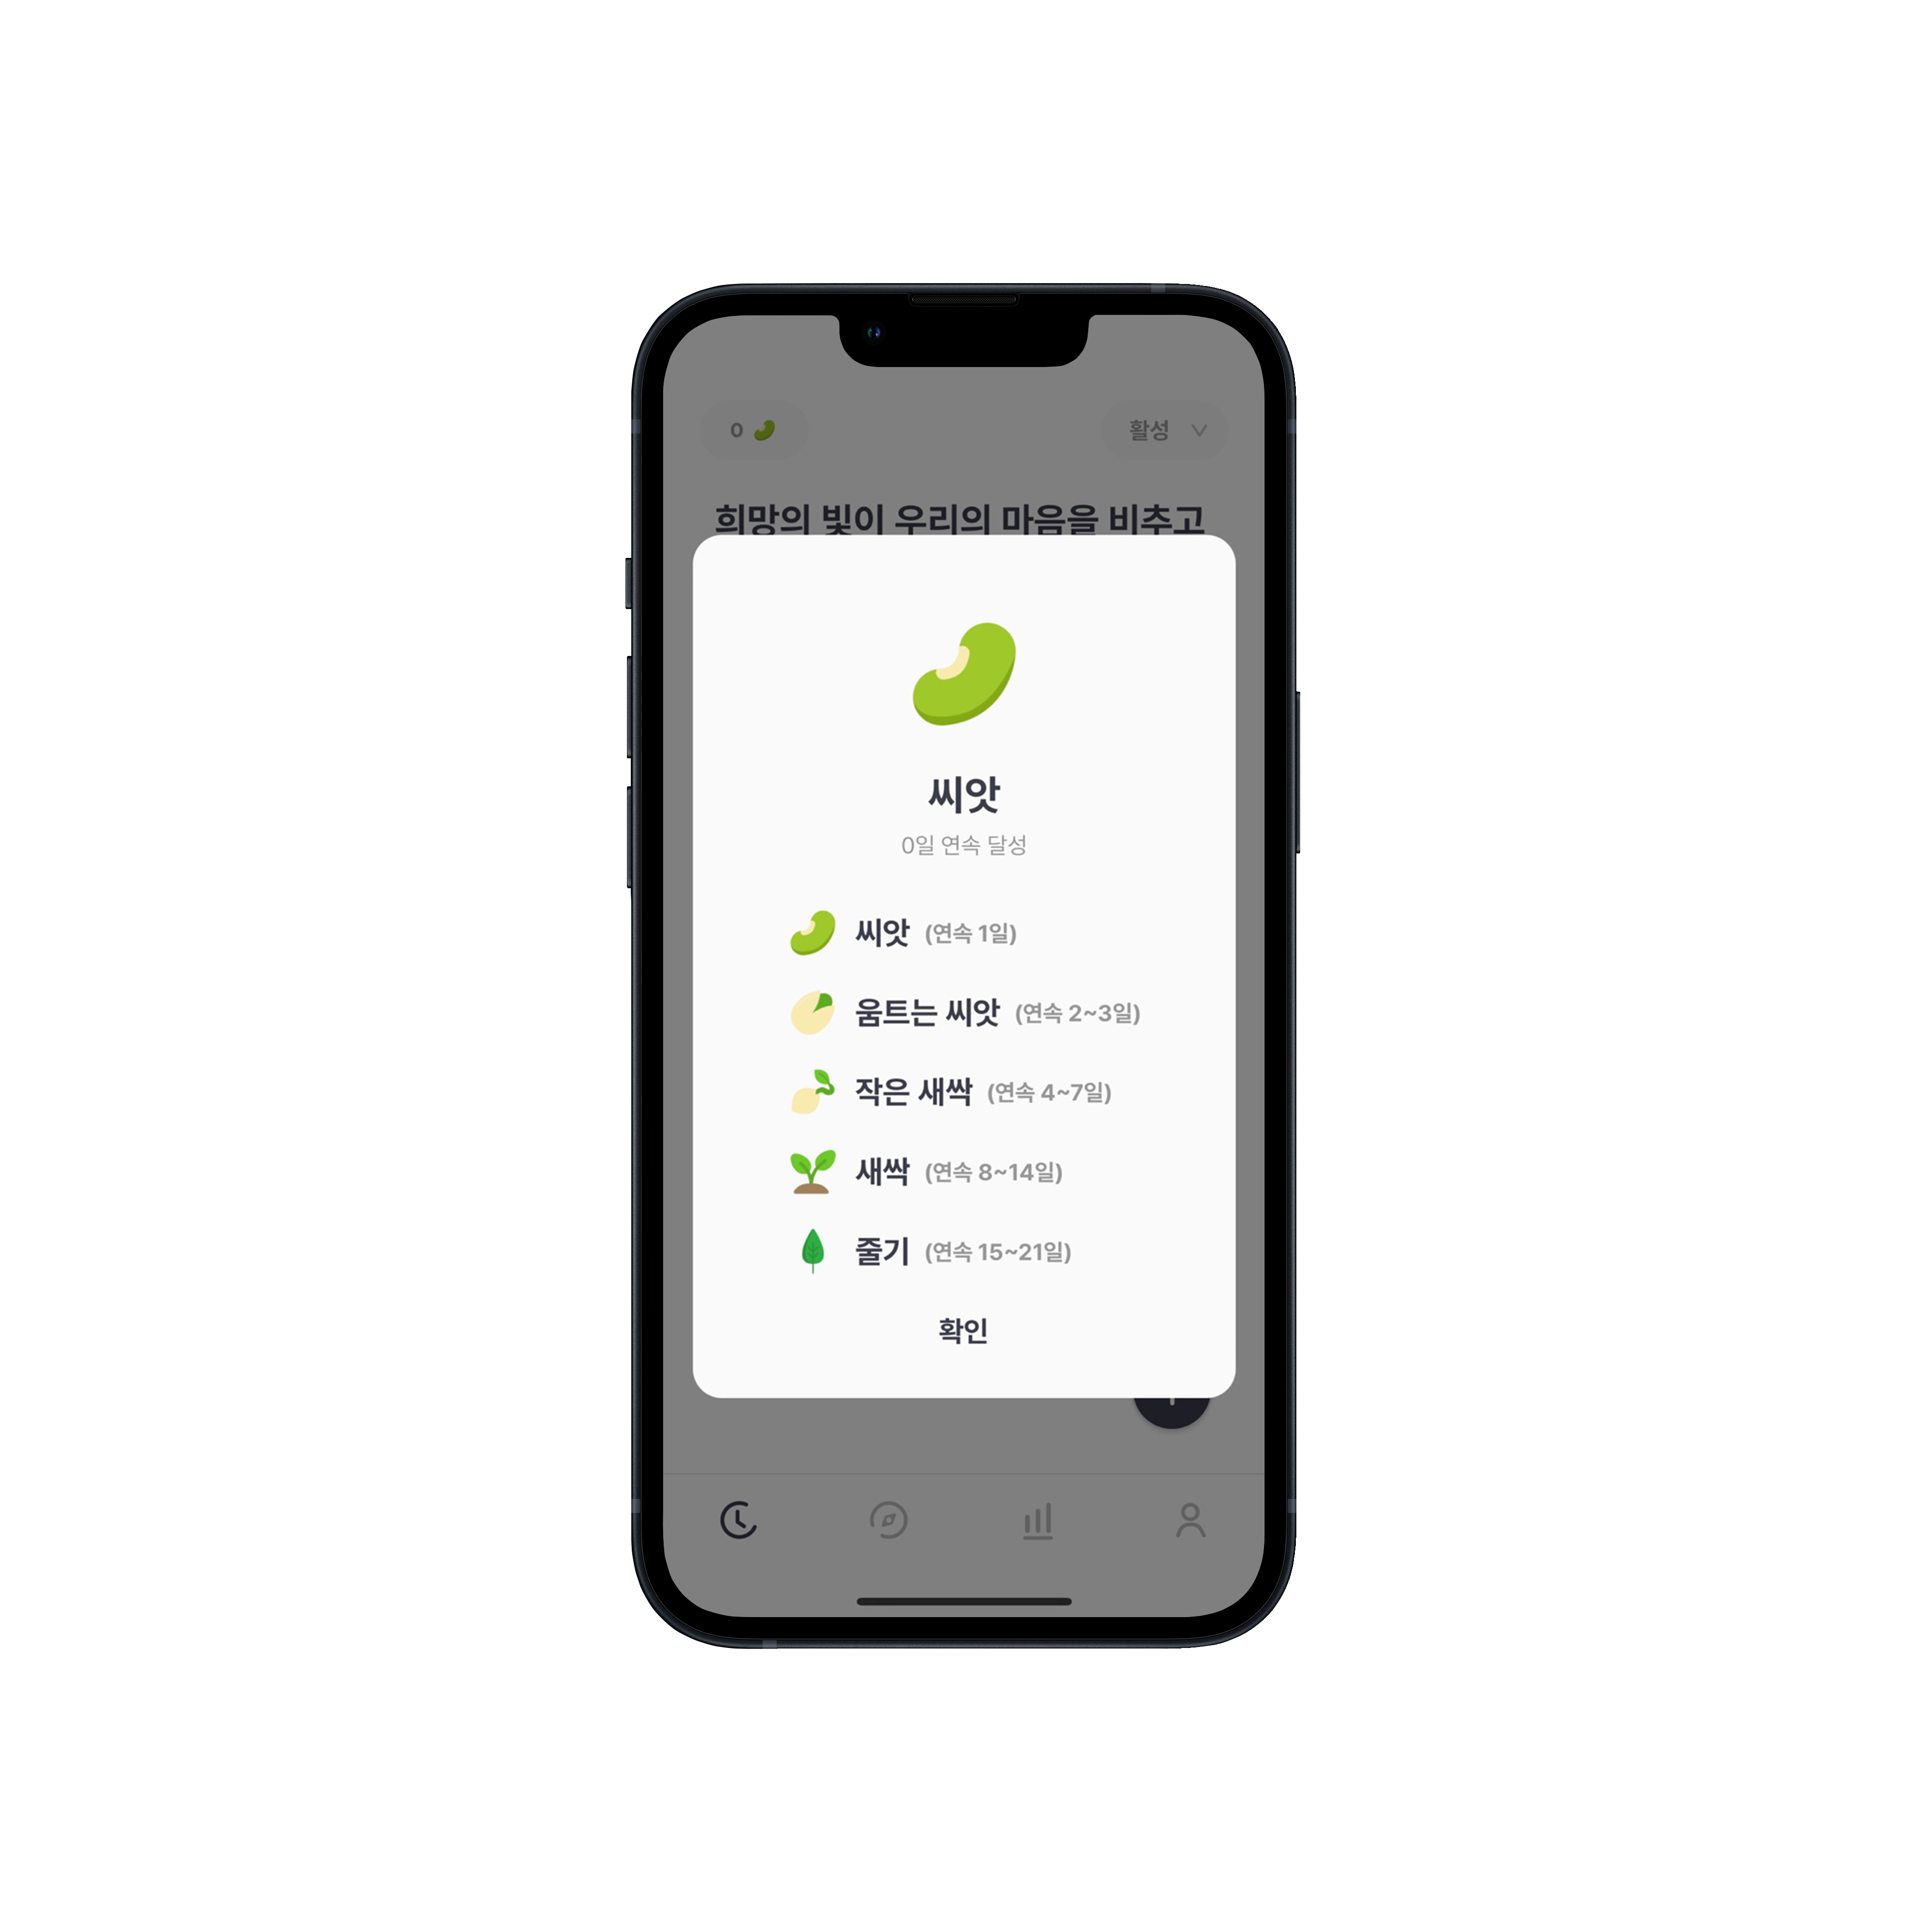 0
활성
희망의 빛이 우리의 마음을 비추고
씨앗
0일 연속 달성
씨앗 (연속 1일)
움트는 씨앗 (연속 2~3일)
작은 새싹 (연속 4~7일)
새싹 (연속 8~14일)
줄기 (연속 15~21일)
확인